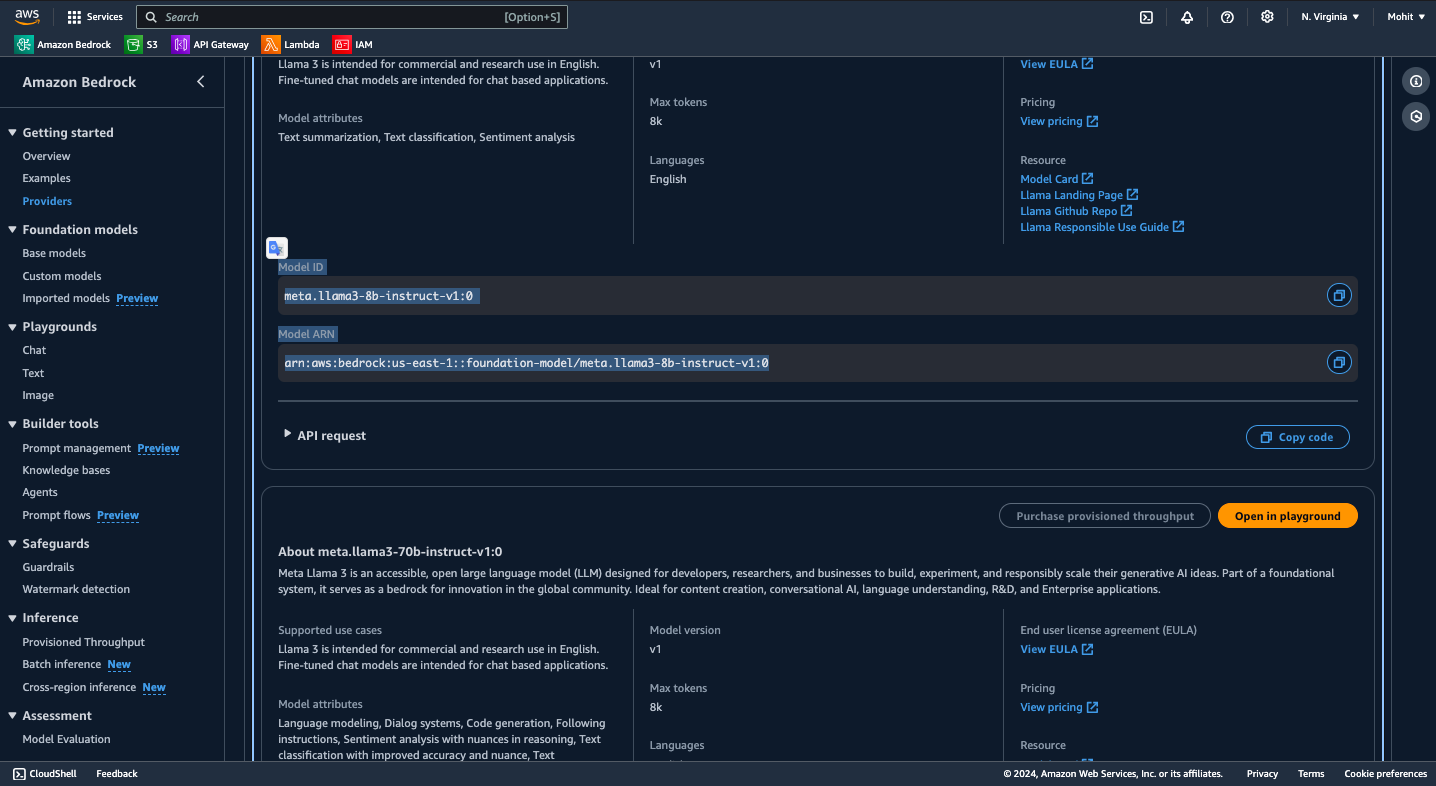 aws
Services
Search
[Option+S]
N. Virginia
Mohit
Amazon Bedrock
S3
API Gateway
Lambda
IAM
Amazon Bedrock
Getting started
Overview
Examples
Providers
Foundation models
Base models
Custom models
Imported models Preview
Playgrounds
Chat
Text
Image
Builder tools
Prompt management Preview
Knowledge bases
Agents
Prompt flows Preview
Safeguards
Guardrails
Watermark detection
Inference
Provisioned Throughput
Batch inference New
Cross-region inference New
Assessment
Model Evaluation
Llama 3 is intended for commercial and research use in English.
Fine-tuned chat models are intended for chat based applications.
Model attributes
Text summarization, Text classification, Sentiment analysis
v1
Max tokens
8k
Languages
English
View EULA
Pricing
View pricing
Resource
Model Card
Llama Landing Page
Llama Github Repo
Llama Responsible Use Guide
Model ID
meta.llama3-8b-instruct-v1:0
Model ARN
arn:aws:bedrock:us-east-1::foundation-model/meta.llama3-8b-instruct-v1:0
API request
Copy code
Purchase provisioned throughput
Open in playground
About meta.llama3-70b-instruct-v1:0
Meta Llama 3 is an accessible, open large language model (LLM) designed for developers, researchers, and businesses to build, experiment, and responsibly scale their generative AI ideas. Part of a foundational
system, it serves as a bedrock for innovation in the global community. Ideal for content creation, conversational AI, language understanding, R&D, and Enterprise applications.
Supported use cases
Llama 3 is intended for commercial and research use in English.
Fine-tuned chat models are intended for chat based applications.
Model attributes
Language modeling, Dialog systems, Code generation, Following
instructions, Sentiment analysis with nuances in reasoning, Text
classification with improved accuracy and nuance, Text
Model version
v1
Max tokens
8k
Languages
End user license agreement (EULA)
View EULA
Pricing
View pricing
Resource
CloudShell
Feedback
© 2024, Amazon Web Services, Inc. or its affiliates.
Privacy
Terms
Cookie preferences